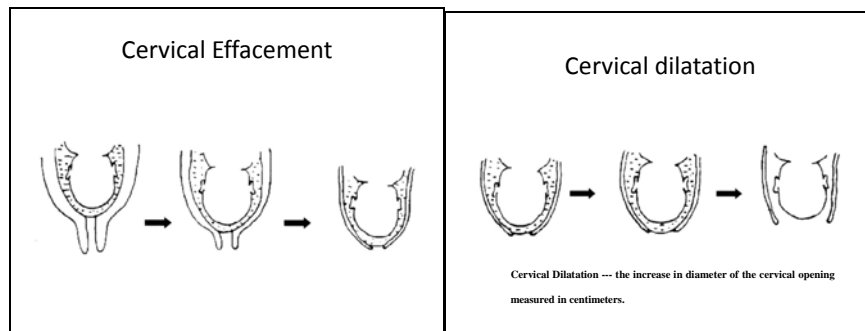 Cervical Effacement
Cervical dilatation
Cervical Dilatation --- the increase in diameter of the cervical opening
measured in centimeters.